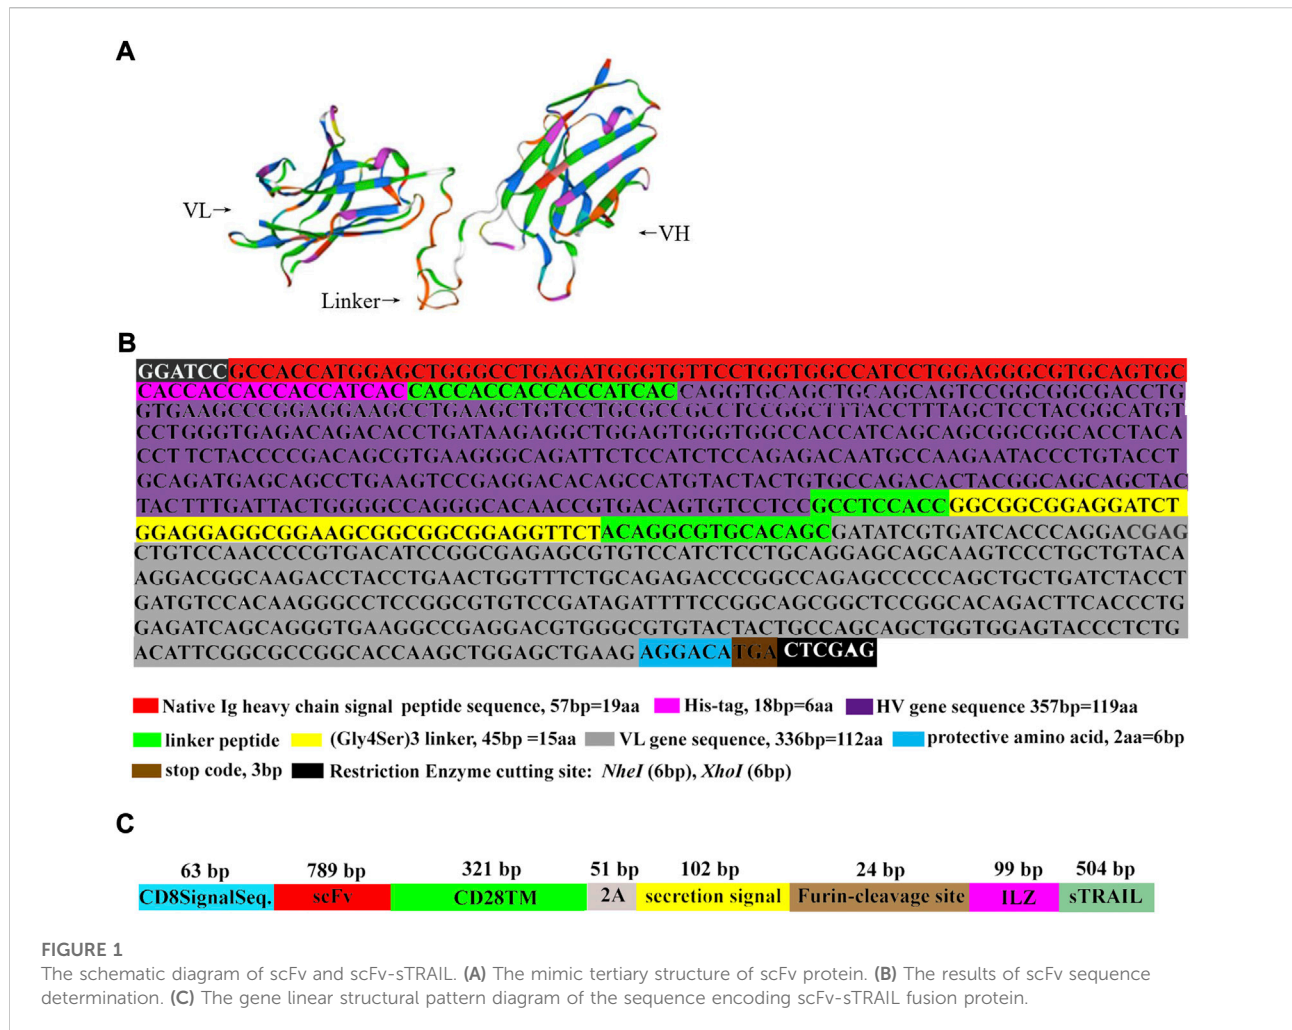 A
VL→
←VH
Linker→
B
GGATCCGCCACCATGGAGCTGGGCCTGAGATGGGTGTTCCTGGTGGCCATCCTGGAGGGCGTGCAGTGC
CACCACCACCACCATCACCACCACCACCACCATCACCAGGTGCAGCTGCAGCAGTCCGGCGGCGACCTG
GTGAAGCCCGGAGGAAGCCTGAAGCTGTCCTGCGCCGCCTCCGGCTTTACCTTTAGCTCCTACGGCATGT
CCTGGGTGAGACAGACACCTGATAAGAGGCTGGAGTGGGTGGCCACCATCAGCAGCGGCGGCACCTACA
CCTTCTACCCCGACAGCGTGAAGGGCAGATTCTCCATCTCCAGAGACAATGCCAAGAATACCCTGTACCT
GCAGATGAGCAGCCTGAAGTCCGAGGACACAGCCATGTACTACTGTGCCAGACACTACGGCAGCAGCTAC
TACTTTGATTACTGGGGCCAGGGCACAACCGTGACAGTGTCCTCCGCCTCCACCGGCGGCGGAGGATCT
GGAGGAGGCGGAAGCGGCGGCGGAGGTTCTACAGGCGTGCACAGCGATATCGTGATCACCCAGGACGAG
CTGTCCAACCCCGTGACATCCGGCGAGAGCGTGTCCATCTCCTGCAGGAGCAGCAAGTCCCTGCTGTACA
AGGACGGCAAGACCTACCTGAACTGGTTTCTGCAGAGACCCGGCCAGAGCCCCCAGCTGCTGATCTACCT
GATGTCCACAAGGGCCTCCGGCGTGTCCGATAGATTTTCCGGCAGCGGCTCCGGCACAGACTTCACCCTG
GAGATCAGCAGGGTGAAGGCCGAGGACGTGGGCGTGTACTACTGCCAGCAGCTGGTGGAGTACCCTCTG
ACATTCGGCGCCGGCACCAAGCTGGAGCTGAAGAGGACATGACTCGAG
Native Ig heavy chain signal peptide sequence, 57bp=19aa His-tag, 18bp=6aa HV gene sequence 357bp=119aa
linker peptide (Gly4Ser)3 linker, 45bp =15aa VL gene sequence, 336bp=112aa protective amino acid, 2aa=6bp
stop code, 3bp Restriction Enzyme cutting site: NheI (6bp), XhoI (6bp)
C
63 bp 789 bp 321 bp 51 bp 102 bp 24 bp 99 bp 504 bp
CD8SignalSeq. scFv CD28TM 2A secretion signal Furin-cleavage site ILZ sTRAIL
FIGURE 1
The schematic diagram of scFv and scFv-sTRAIL. (A) The mimic tertiary structure of scFv protein. (B) The results of scFv sequence
determination. (C) The gene linear structural pattern diagram of the sequence encoding scFv-sTRAIL fusion protein.